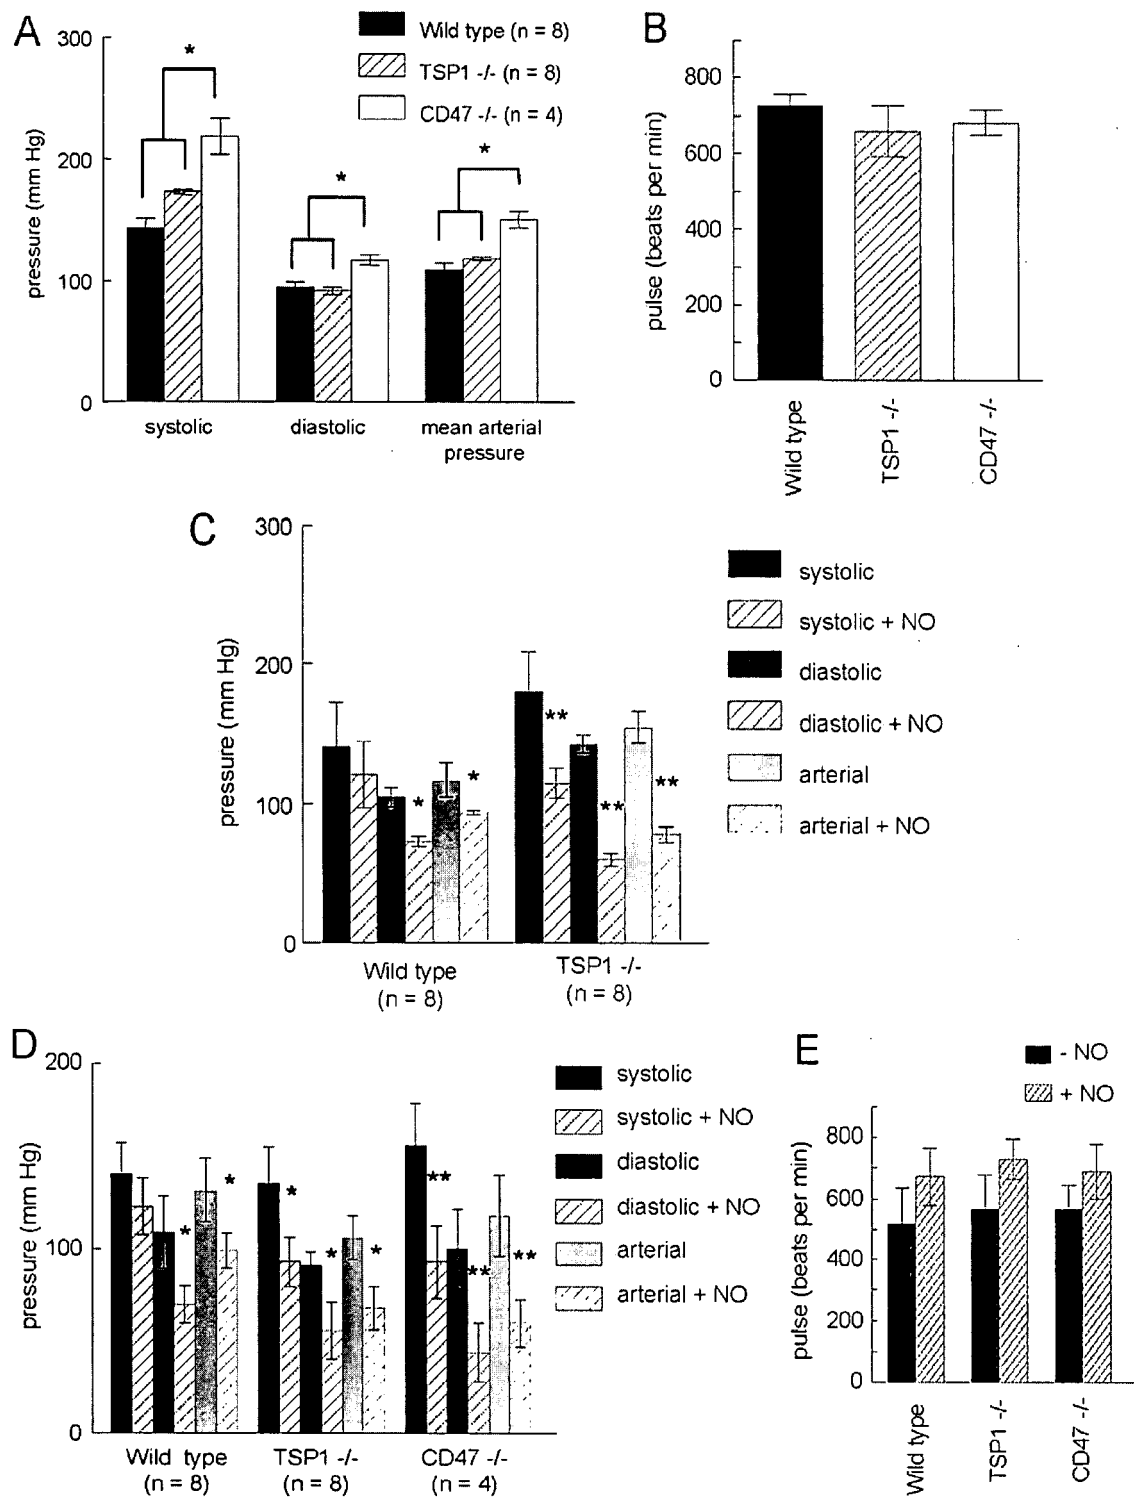 A
300
200
100
0
pressure (mm Hg)
Wild type (n = 8)
TSP1 -/- (n = 8)
CD47 -/- (n = 4)
*
*
*
systolic
diastolic
mean arterial
pressure
B
800
600
400
200
0
pulse (beats per min)
Wild type
TSP1 -/-
CD47 -/-
C
300
200
100
0
pressure (mm Hg)
*
*
**
**
**
Wild type
(n = 8)
TSP1 -/-
(n = 8)
systolic
systolic + NO
diastolic
diastolic + NO
arterial
arterial + NO
D
200
100
0
pressure (mm Hg)
*
*
*
*
*
**
**
**
Wild type
(n = 8)
TSP1 -/-
(n = 8)
CD47 -/-
(n = 4)
systolic
systolic + NO
diastolic
diastolic + NO
arterial
arterial + NO
E
- NO
+ NO
800
600
400
200
0
pulse (beats per min)
Wild type
TSP1 -/-
CD47 -/-